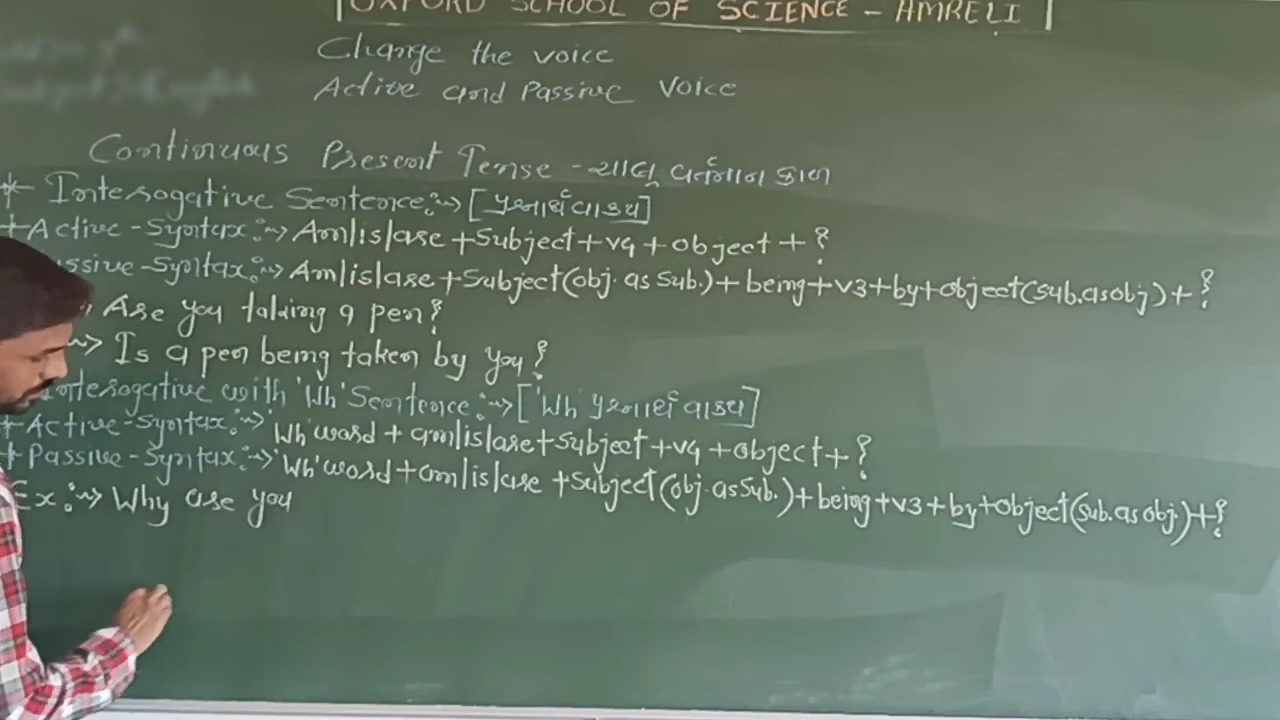 OXFORD SCHOOL OF SCIENCE - AMRELI
Change the voice
Active and Passive Voice
Continuous Present Tense - ચાલુ વર્તમાન કાળ
* Interogative Sentence :~> [પ્રશ્નાર્થ વાક્ય]
+ Active-Syntax :~> Am/is/are + Subject + v4 + object + ?
ssive-Syntax :~> Am/is/are + Subject (obj. as Sub.) + being + v3 + by + object (sub. as obj) + ?
Are you taking a pen?
~> Is a pen being taken by you?
Interogative with 'Wh' Sentence :~> ['Wh' પ્રશ્નાર્થ વાક્ય]
+ Active-Syntax :~> 'Wh' word + am/is/are + Subject + v4 + object + ?
+ Passive-Syntax :~> 'Wh' word + am/is/are + Subject (obj. as Sub.) + being + v3 + by + object (sub. as obj.) + ?
Ex. :~> Why are you